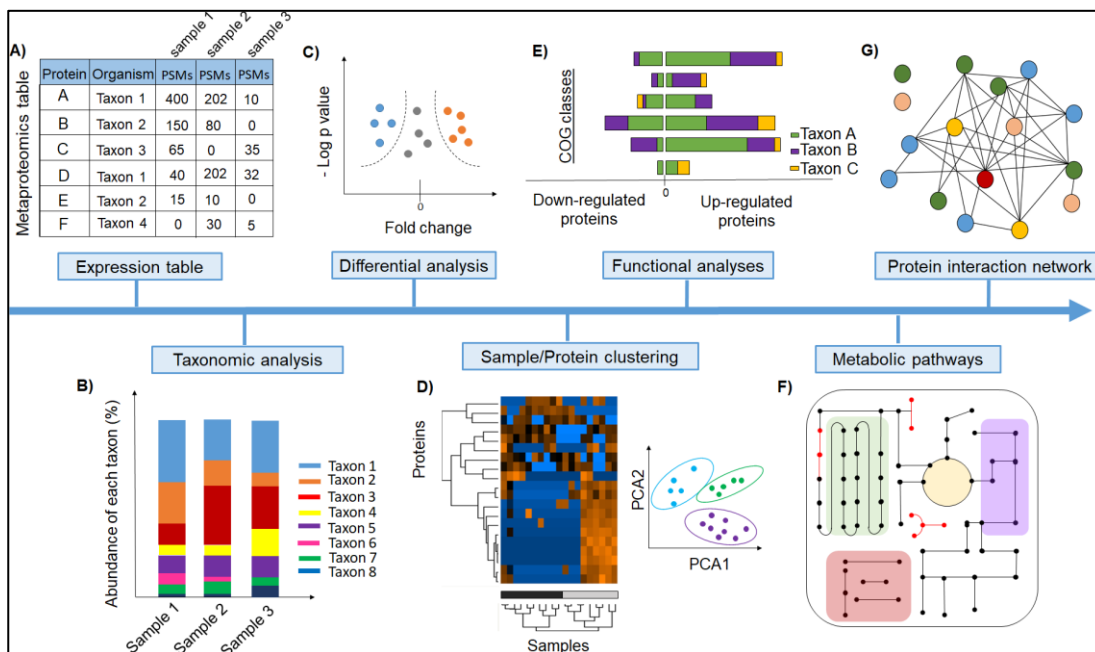 A)
sample 1
sample 2
sample 3
Metaproteomics table
Protein Organism PSMs PSMs PSMs
A Taxon 1 400 202 10
B Taxon 2 150 80 0
C Taxon 3 65 0 35
D Taxon 1 40 202 32
E Taxon 2 15 10 0
F Taxon 4 0 30 5
C)
- Log p value
0
Fold change
E)
COG classes
Taxon A
Taxon B
Taxon C
0
Down-regulated
proteins
Up-regulated
proteins
G)
Expression table
Differential analysis
Functional analyses
Protein interaction network
Taxonomic analysis
Sample/Protein clustering
Metabolic pathways
B)
Abundance of each taxon (%)
Taxon 1
Taxon 2
Taxon 3
Taxon 4
Taxon 5
Taxon 6
Taxon 7
Taxon 8
Sample 1
Sample 2
Sample 3
D)
Proteins
Samples
PCA2
PCA1
F)